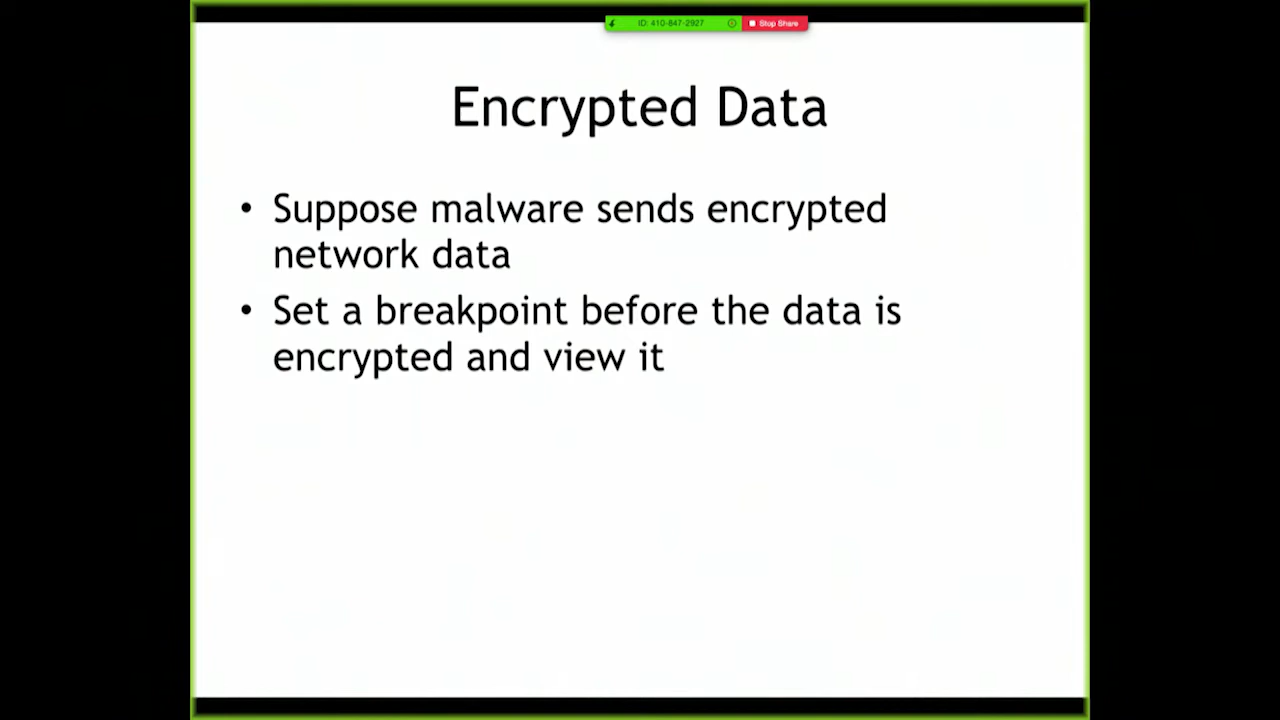 ID: 410-847-2927 Stop Share
Encrypted Data
• Suppose malware sends encrypted
network data
• Set a breakpoint before the data is
encrypted and view it